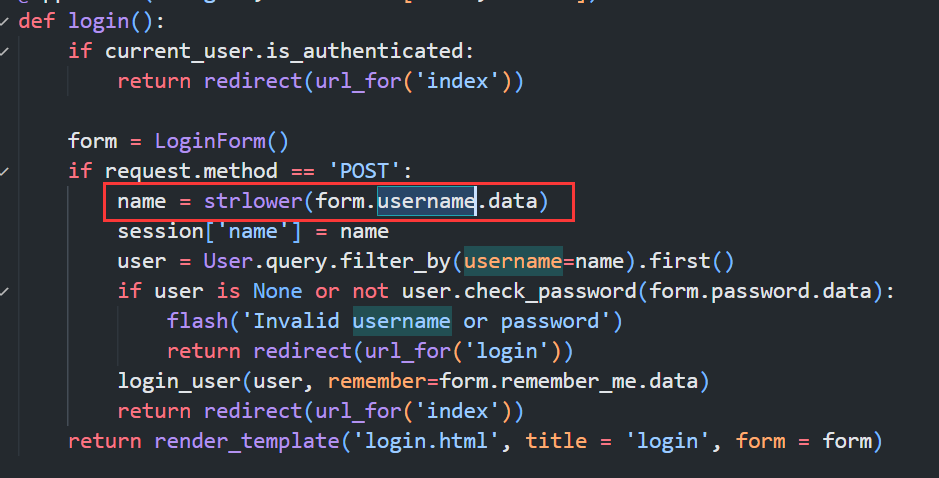 def login():
    if current_user.is_authenticated:
        return redirect(url_for('index'))
    form = LoginForm()
    if request.method == 'POST':
        name = strlower(form.username.data)
        session['name'] = name
        user = User.query.filter_by(username=name).first()
        if user is None or not user.check_password(form.password.data):
            flash('Invalid username or password')
            return redirect(url_for('login'))
        login_user(user, remember=form.remember_me.data)
        return redirect(url_for('index'))
    return render_template('login.html', title = 'login', form = form)